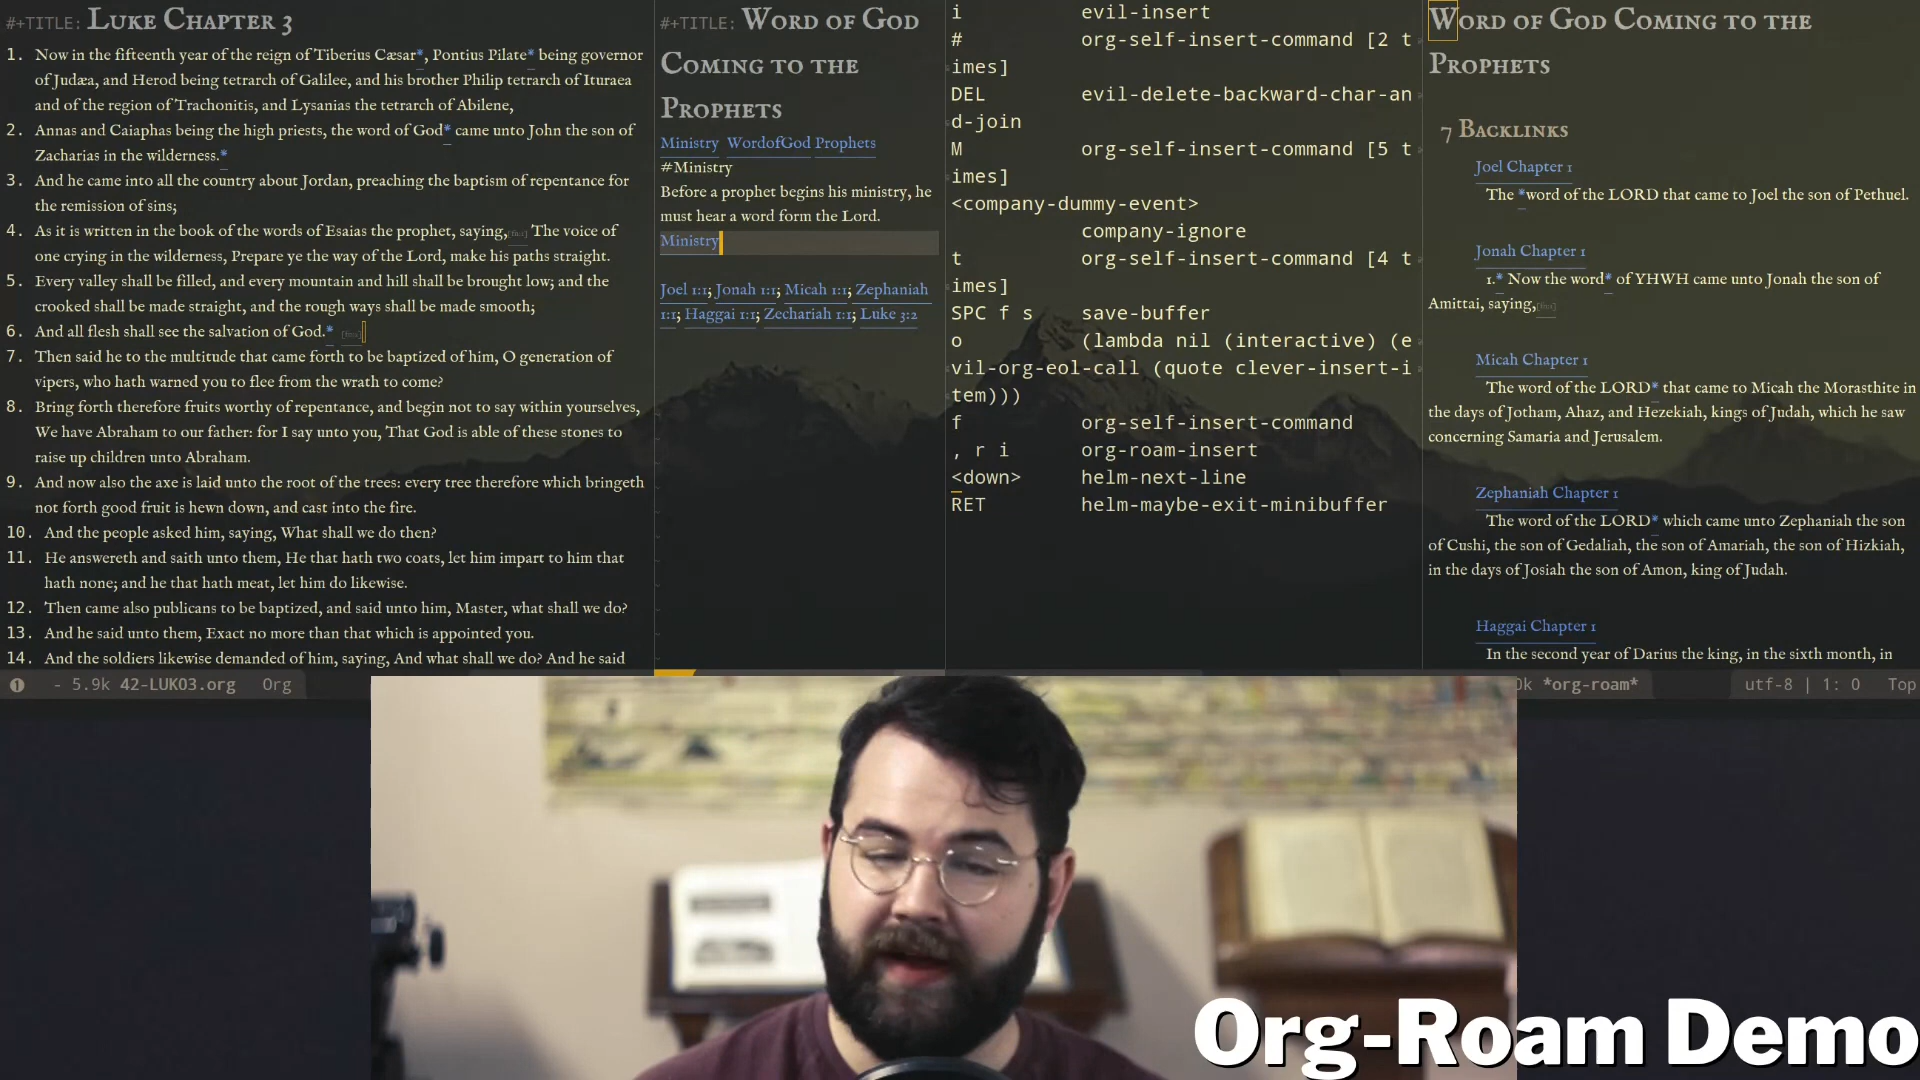 #+TITLE: Luke Chapter 3
1. Now in the fifteenth year of the reign of Tiberius Cæsar*, Pontius Pilate* being governor
of Judæa, and Herod being tetrarch of Galilee, and his brother Philip tetrarch of Ituraea
and of the region of Trachonitis, and Lysanias the tetrarch of Abilene,
2. Annas and Caiaphas being the high priests, the word of God* came unto John the son of
Zacharias in the wilderness.*
3. And he came into all the country about Jordan, preaching the baptism of repentance for
the remission of sins;
4. As it is written in the book of the words of Esaias the prophet, saying, The voice of
one crying in the wilderness, Prepare ye the way of the Lord, make his paths straight.
5. Every valley shall be filled, and every mountain and hill shall be brought low; and the
crooked shall be made straight, and the rough ways shall be made smooth;
6. And all flesh shall see the salvation of God.*
7. Then said he to the multitude that came forth to be baptized of him, O generation of
vipers, who hath warned you to flee from the wrath to come?
8. Bring forth therefore fruits worthy of repentance, and begin not to say within yourselves,
We have Abraham to our father: for I say unto you, That God is able of these stones to
raise up children unto Abraham.
9. And now also the axe is laid unto the root of the trees: every tree therefore which bringeth
not forth good fruit is hewn down, and cast into the fire.
10. And the people asked him, saying, What shall we do then?
11. He answereth and saith unto them, He that hath two coats, let him impart to him that
hath none; and he that hath meat, let him do likewise.
12. Then came also publicans to be baptized, and said unto him, Master, what shall we do?
13. And he said unto them, Exact no more than that which is appointed you.
14. And the soldiers likewise demanded of him, saying, And what shall we do? And he said
❶ - 5.9k 42-LUK03.org Org
#+TITLE: Word of God
Coming to the
Prophets
Ministry WordofGod Prophets
#Ministry
Before a prophet begins his ministry, he
must hear a word form the Lord.
Ministry
Joel 1:1; Jonah 1:1; Micah 1:1; Zephaniah
1:1; Haggai 1:1; Zechariah 1:1; Luke 3:2
i evil-insert
# org-self-insert-command [2 t
imes]
DEL evil-delete-backward-char-an
d-join
M org-self-insert-command [5 t
imes]
<company-dummy-event>
company-ignore
t org-self-insert-command [4 t
imes]
SPC f s save-buffer
o (lambda nil (interactive) (e
vil-org-eol-call (quote clever-insert-i
tem)))
f org-self-insert-command
, r i org-roam-insert
<down> helm-next-line
RET helm-maybe-exit-minibuffer
Word of God Coming to the
Prophets
7 Backlinks
Joel Chapter 1
The *word of the LORD that came to Joel the son of Pethuel.
Jonah Chapter 1
1.* Now the word* of YHWH came unto Jonah the son of
Amittai, saying,
Micah Chapter 1
The word of the LORD* that came to Micah the Morasthite in
the days of Jotham, Ahaz, and Hezekiah, kings of Judah, which he saw
concerning Samaria and Jerusalem.
Zephaniah Chapter 1
The word of the LORD* which came unto Zephaniah the son
of Cushi, the son of Gedaliah, the son of Amariah, the son of Hizkiah,
in the days of Josiah the son of Amon, king of Judah.
Haggai Chapter 1
In the second year of Darius the king, in the sixth month, in
0k *org-roam* utf-8 | 1: 0 Top
Org-Roam Demo